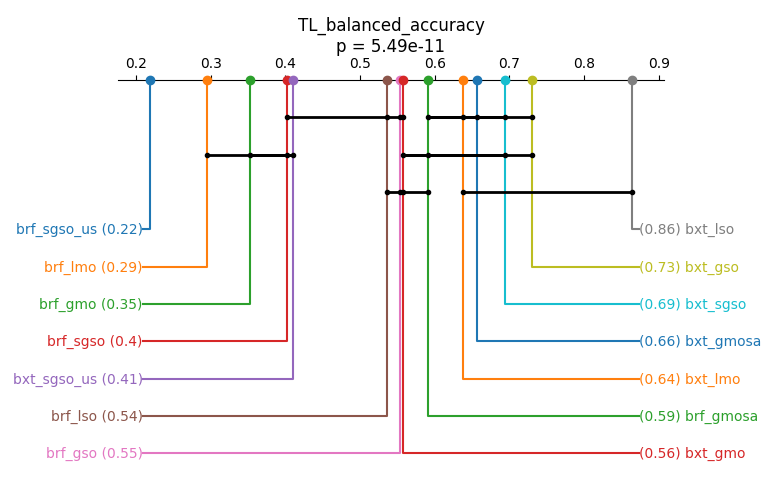 TL_balanced_accuracy
p = 5.49e-11
0.2 0.3 0.4 0.5 0.6 0.7 0.8 0.9
brf_sgso_us (0.22) (0.86) bxt_lso
brf_lmo (0.29) (0.73) bxt_gso
brf_gmo (0.35) (0.69) bxt_sgso
brf_sgso (0.4) (0.66) bxt_gmosa
bxt_sgso_us (0.41) (0.64) bxt_lmo
brf_lso (0.54) (0.59) brf_gmosa
brf_gso (0.55) (0.56) bxt_gmo